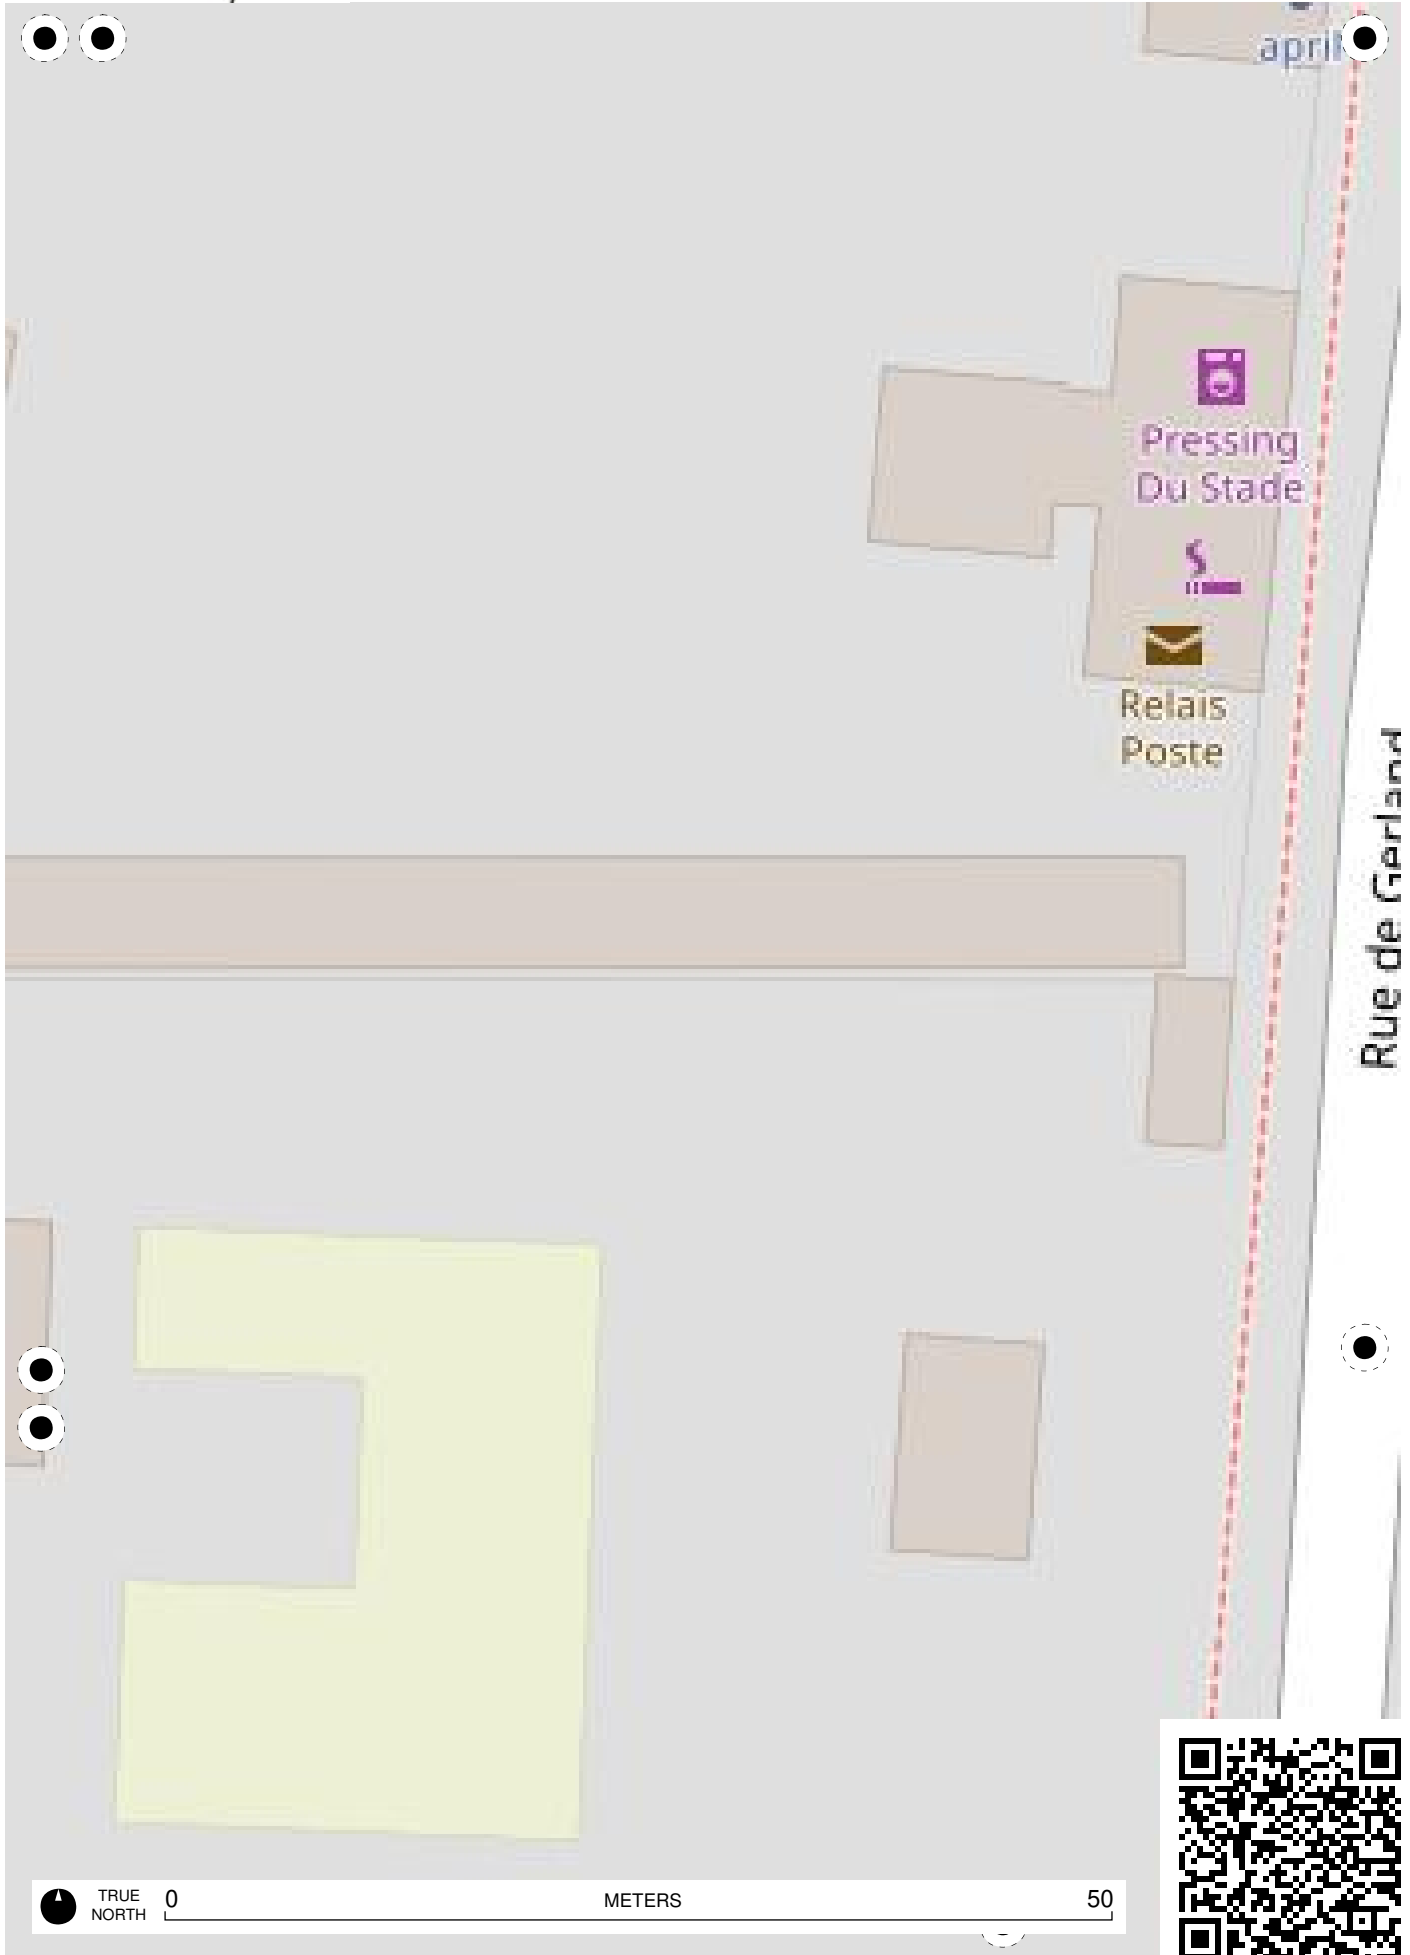 april
Pressing
Du Stade
Relais
Poste
Rue de Gerland
TRUE
NORTH
0
METERS
50